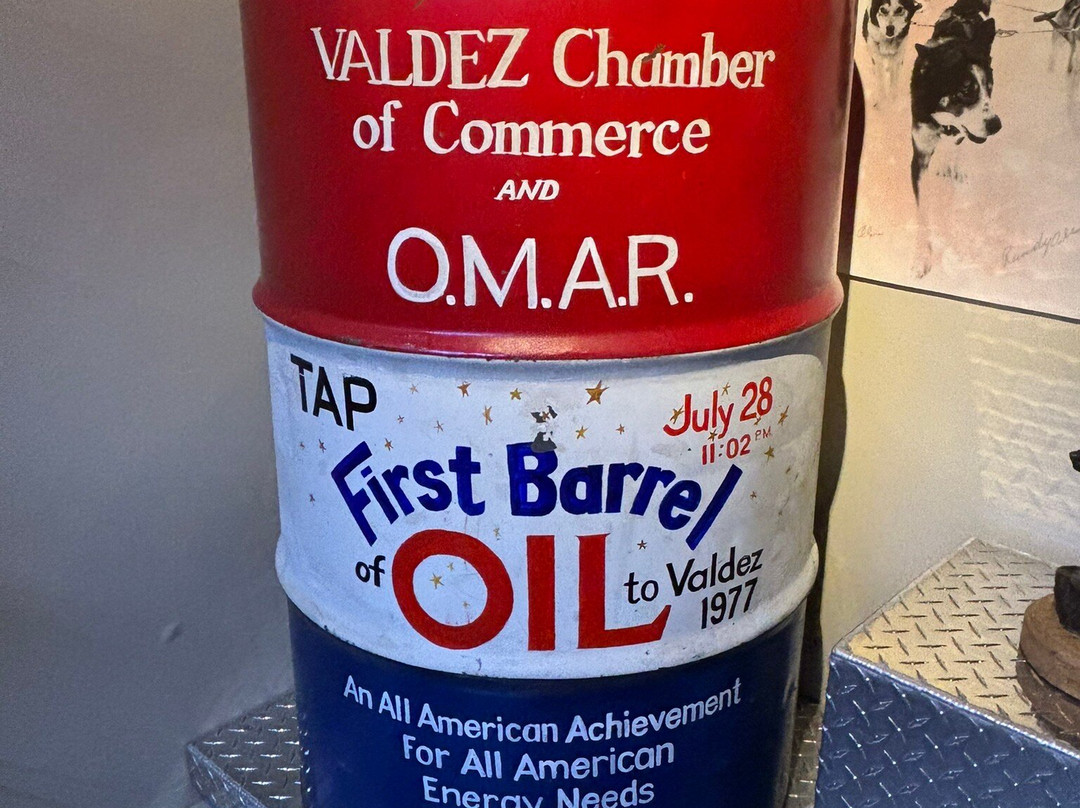 VALDEZ Chamber
of Commerce
AND
O.M.A.R.
TAP
July 28
11:02 PM
First Barrel
of OIL to Valdez
1977
An All American Achievement
For All American
Energy Needs